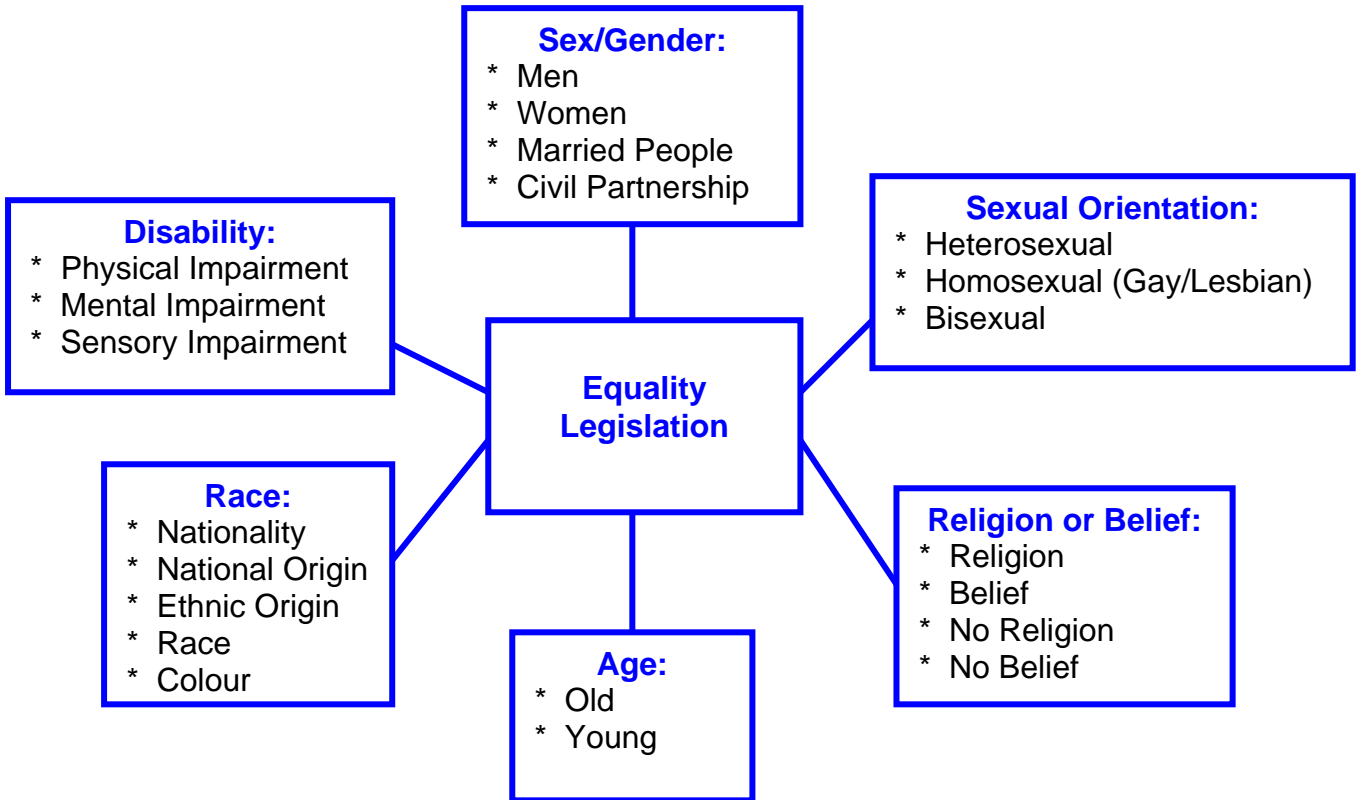 Sex/Gender:
* Men
* Women
* Married People
* Civil Partnership
Disability:
* Physical Impairment
* Mental Impairment
* Sensory Impairment
Sexual Orientation:
* Heterosexual
* Homosexual (Gay/Lesbian)
* Bisexual
Equality
Legislation
Race:
* Nationality
* National Origin
* Ethnic Origin
* Race
* Colour
Age:
* Old
* Young
Religion or Belief:
* Religion
* Belief
* No Religion
* No Belief